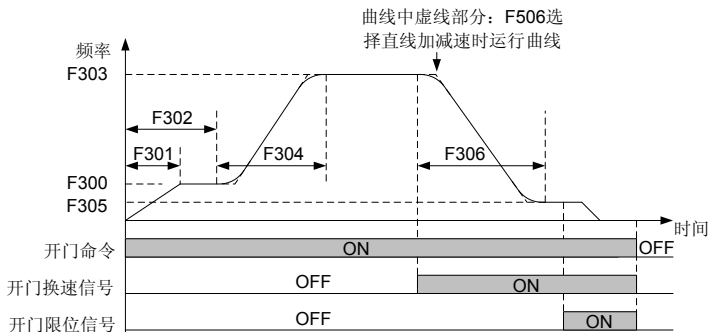 曲线中虚线部分：F506选
择直线加减速时运行曲线
频率
F303
F302
F301
F304
F306
F300
F305
时间
开门命令
ON
OFF
开门换速信号
OFF
ON
开门限位信号
OFF
ON